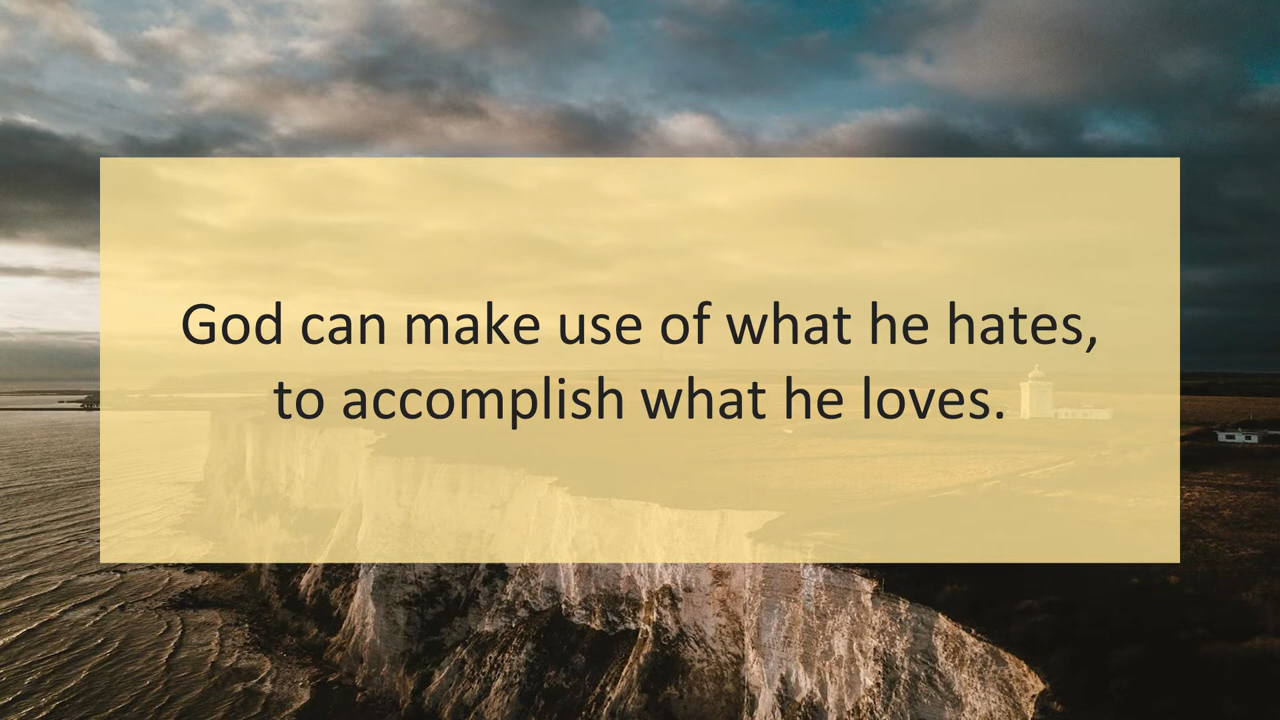 God can make use of what he hates,
to accomplish what he loves.